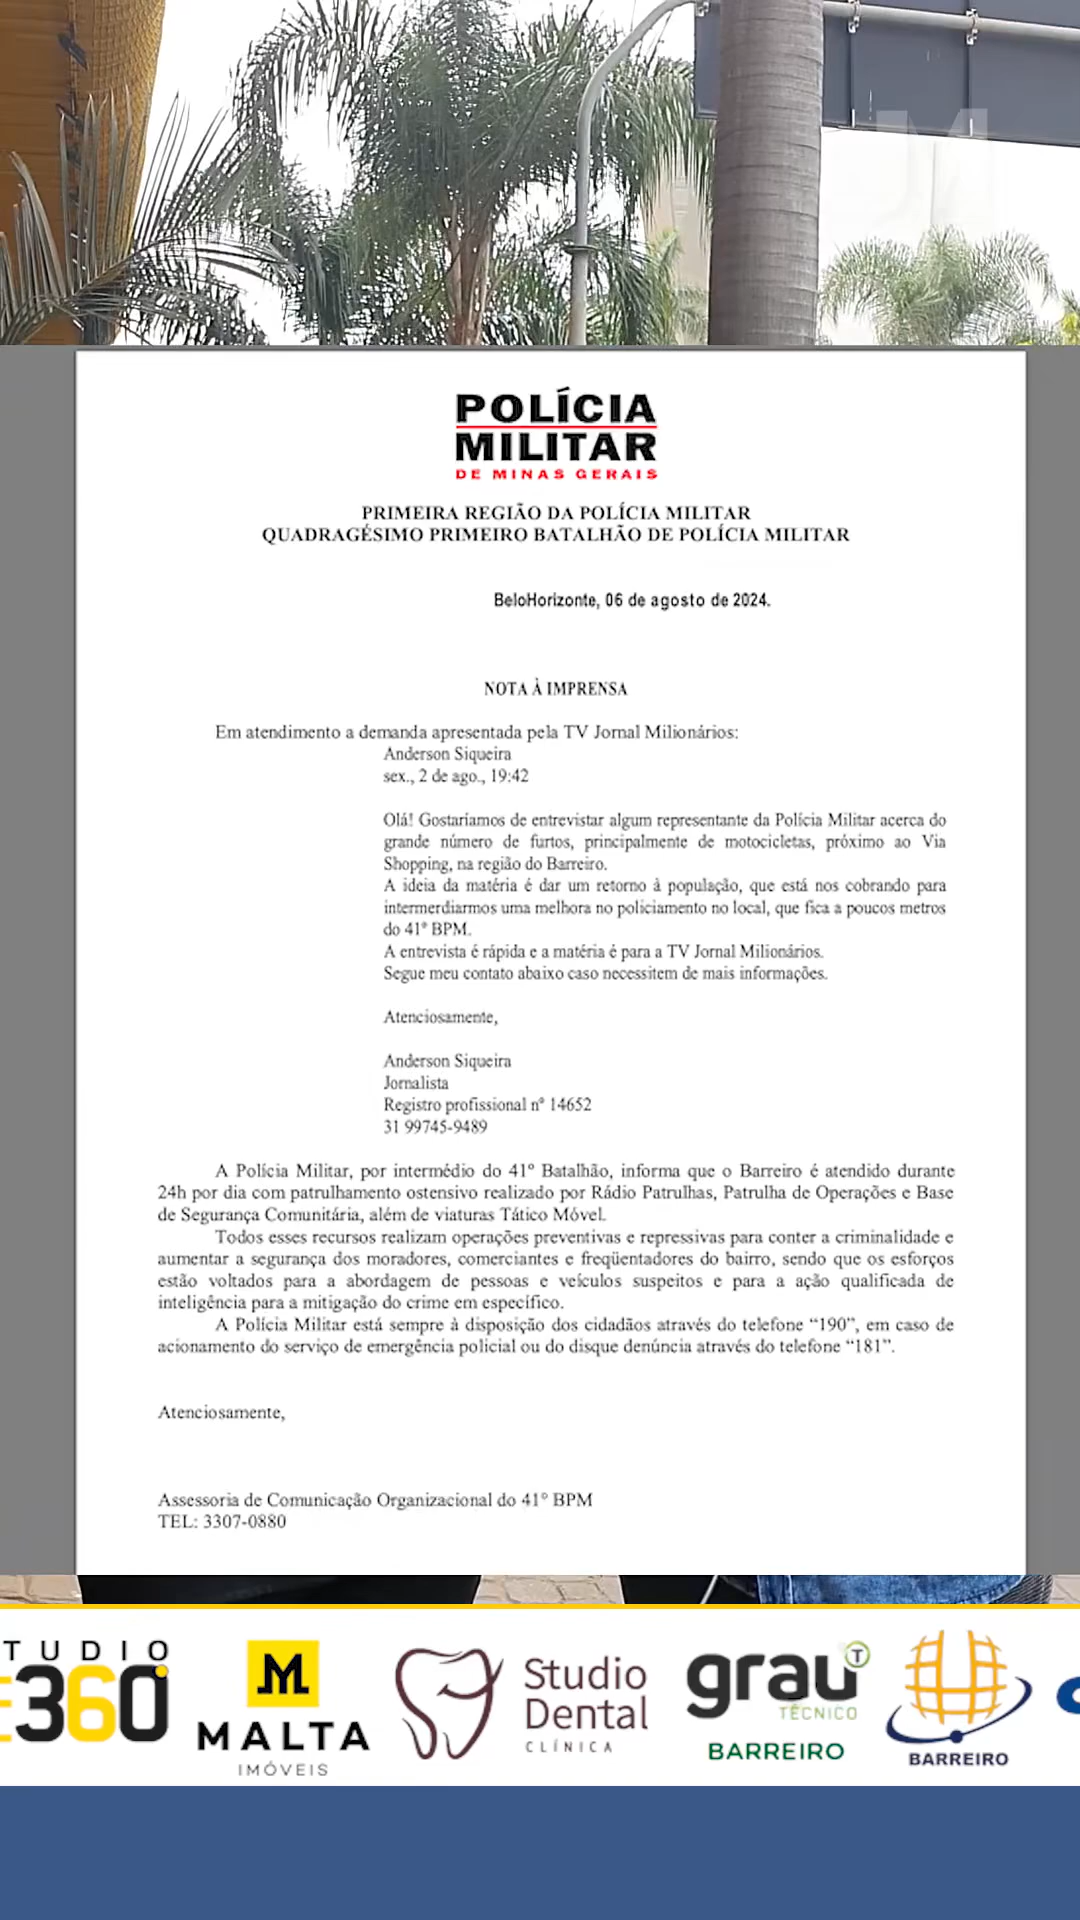 JM
POLÍCIA
MILITAR
DE MINAS GERAIS
PRIMEIRA REGIÃO DA POLÍCIA MILITAR
QUADRAGÉSIMO PRIMEIRO BATALHÃO DE POLÍCIA MILITAR
BeloHorizonte, 06 de agosto de 2024.
NOTA À IMPRENSA
Em atendimento a demanda apresentada pela TV Jornal Milionários:
Anderson Siqueira
sex., 2 de ago., 19:42
Olá! Gostaríamos de entrevistar algum representante da Polícia Militar acerca do
grande número de furtos, principalmente de motocicletas, próximo ao Via
Shopping, na região do Barreiro.
A ideia da matéria é dar um retorno à população, que está nos cobrando para
intermerdiarmos uma melhora no policiamento no local, que fica a poucos metros
do 41º BPM.
A entrevista é rápida e a matéria é para a TV Jornal Milionários.
Segue meu contato abaixo caso necessitem de mais informações.
Atenciosamente,
Anderson Siqueira
Jornalista
Registro profissional nº 14652
31 99745-9489
A Polícia Militar, por intermédio do 41º Batalhão, informa que o Barreiro é atendido durante
24h por dia com patrulhamento ostensivo realizado por Rádio Patrulhas, Patrulha de Operações e Base
de Segurança Comunitária, além de viaturas Tático Móvel.
Todos esses recursos realizam operações preventivas e repressivas para conter a criminalidade e
aumentar a segurança dos moradores, comerciantes e freqüentadores do bairro, sendo que os esforços
estão voltados para a abordagem de pessoas e veículos suspeitos e para a ação qualificada de
inteligência para a mitigação do crime em específico.
A Polícia Militar está sempre à disposição dos cidadãos através do telefone “190”, em caso de
acionamento do serviço de emergência policial ou do disque denúncia através do telefone “181”.
Atenciosamente,
Assessoria de Comunicação Organizacional do 41º BPM
TEL: 3307-0880
TUDIO
E360
M
MALTA
IMÓVEIS
Studio
Dental
CLÍNICA
grau T
TÉCNICO
BARREIRO
BARREIRO